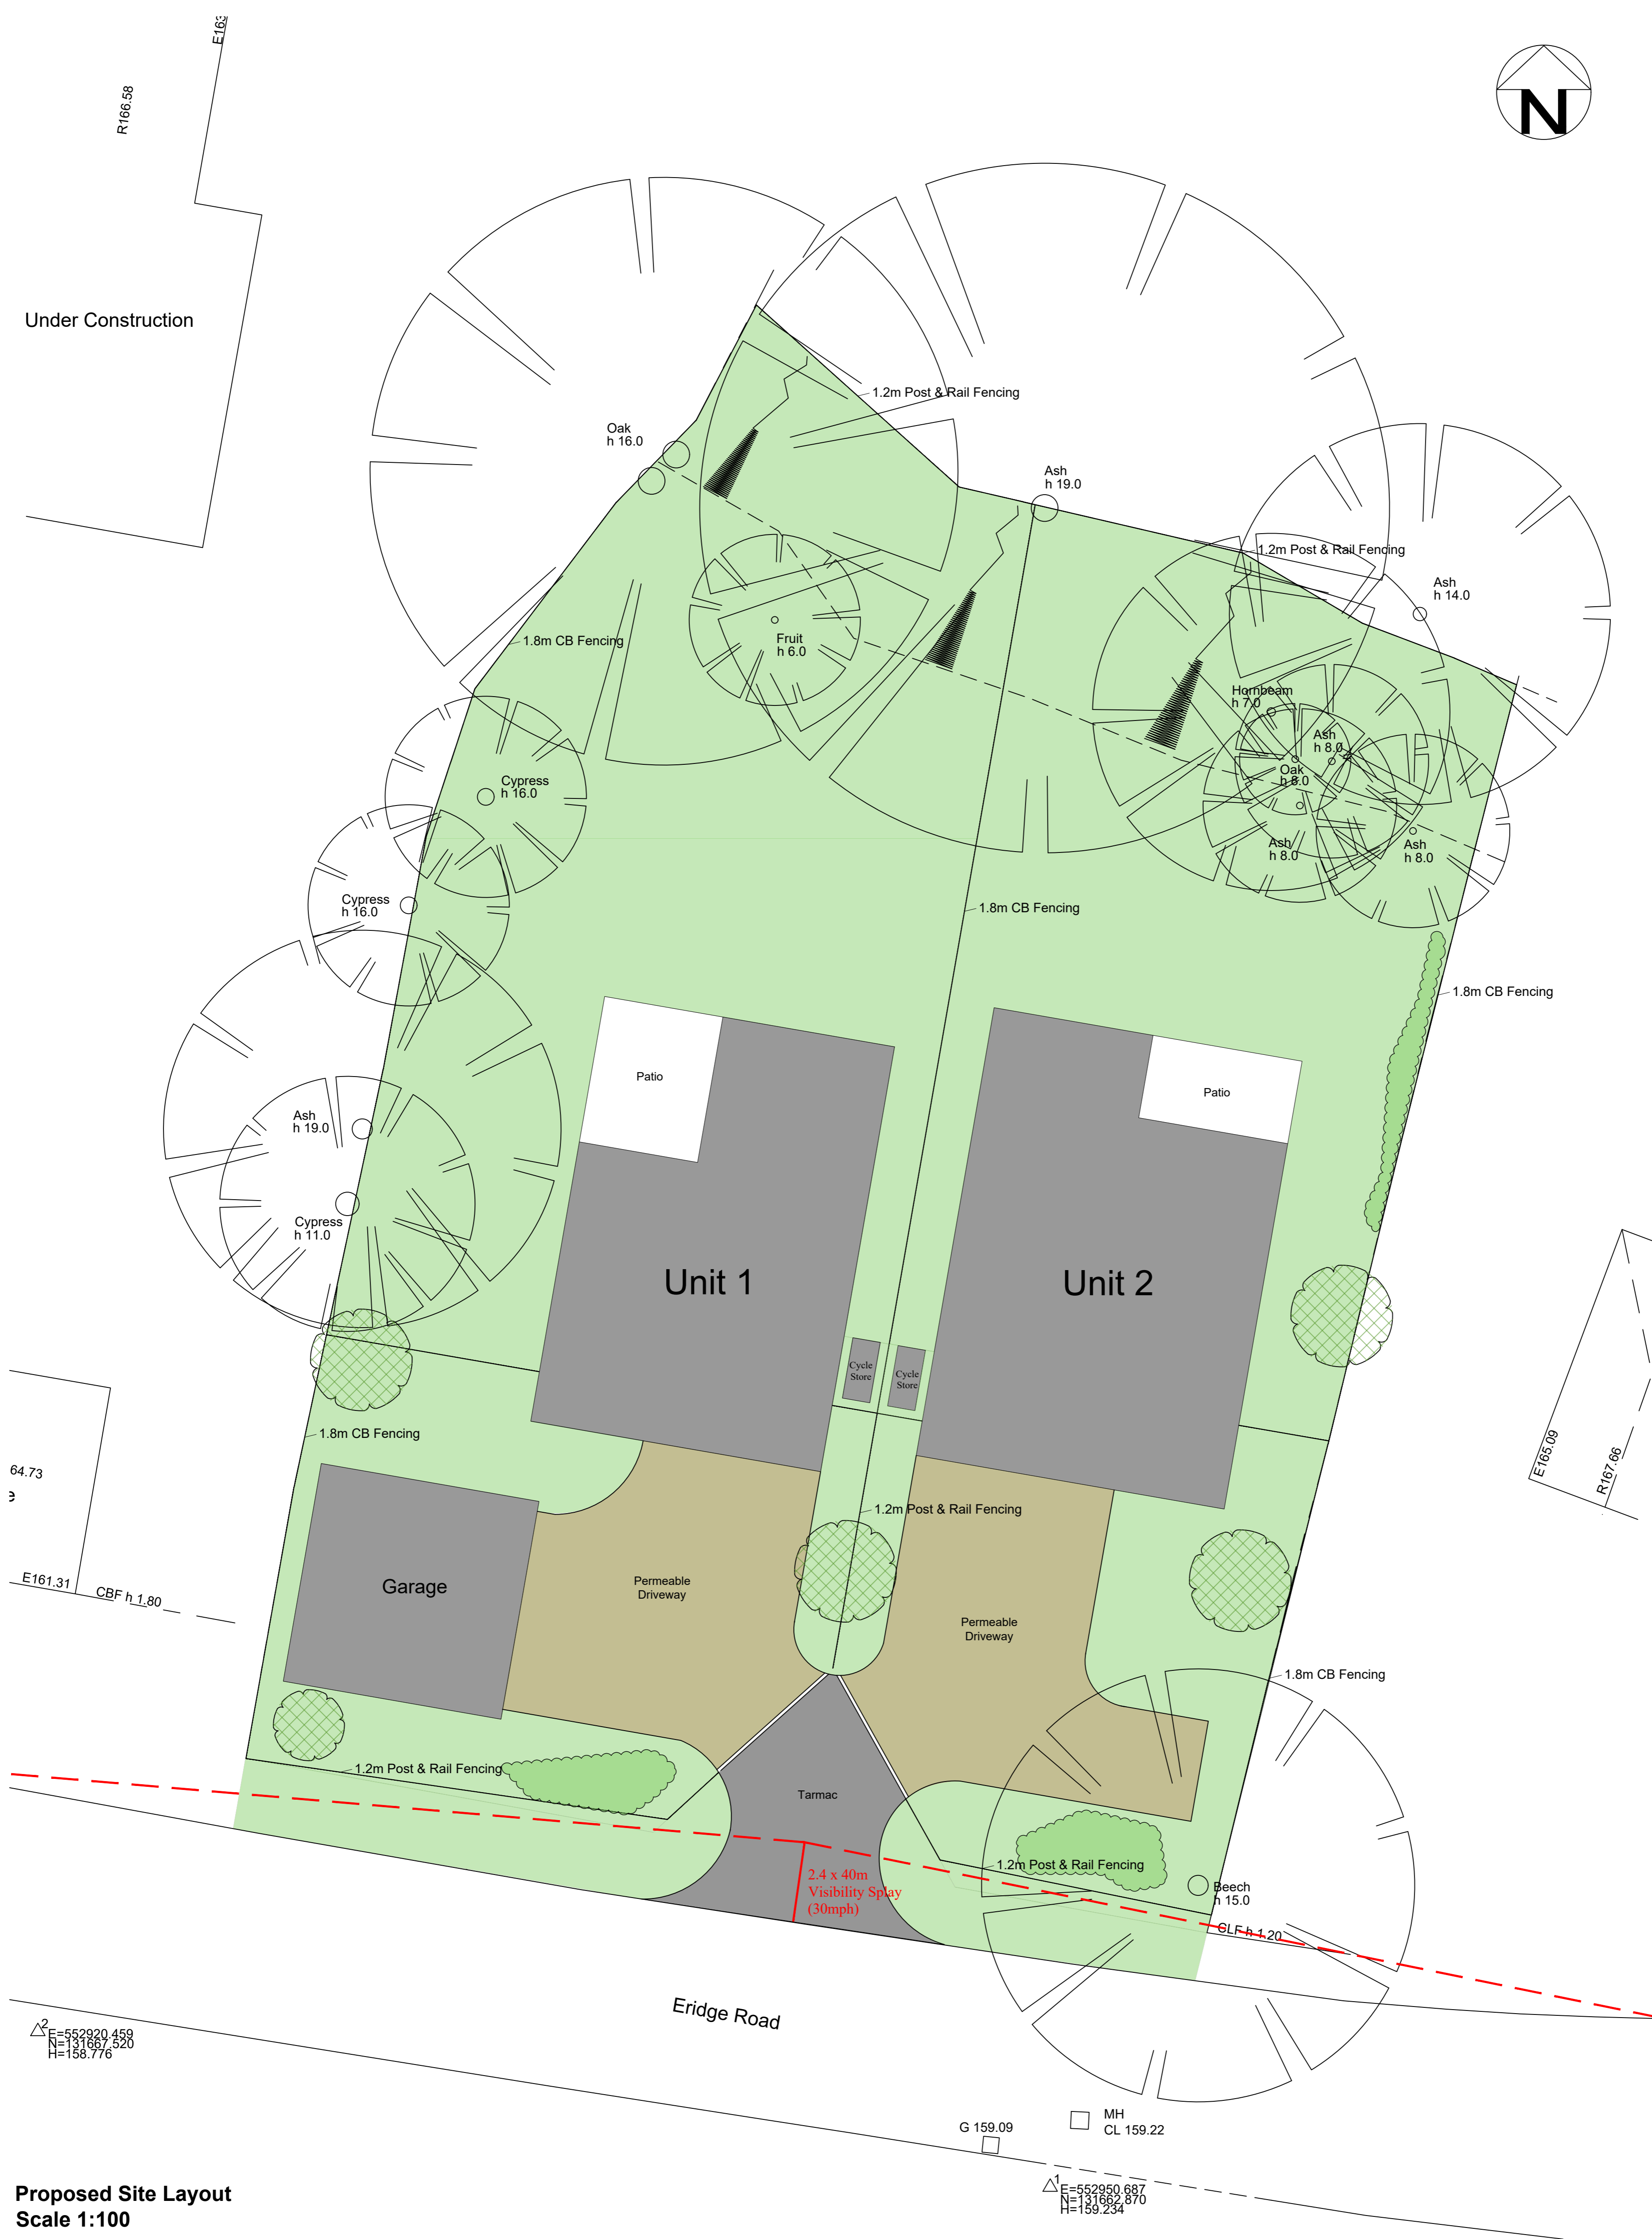 E163
R166.58
N
Under Construction
1.2m Post & Rail Fencing
Oak
h 16.0
Ash
h 19.0
1.2m Post & Rail Fencing
Ash
h 14.0
1.8m CB Fencing
Fruit
h 6.0
Hornbeam
h 7.0
Ash
h 8.0
Oak
h 8.0
Cypress
h 16.0
Ash
h 8.0
Ash
h 8.0
Cypress
h 16.0
1.8m CB Fencing
1.8m CB Fencing
Patio
Patio
Ash
h 19.0
Cypress
h 11.0
Unit 1
Unit 2
Cycle
Store
Cycle
Store
1.8m CB Fencing
64.73
e
E165.09
R167.66
1.2m Post & Rail Fencing
E161.31
CBF h 1.80
Garage
Permeable
Driveway
Permeable
Driveway
1.8m CB Fencing
1.2m Post & Rail Fencing
Tarmac
2.4 x 40m
Visibility Splay
(30mph)
1.2m Post & Rail Fencing
Beech
h 15.0
CLF h 1.20
Eridge Road
2
E=552920.459
N=131667.520
H=158.776
G 159.09
MH
CL 159.22
1
E=552950.687
N=131662.870
H=159.234
Proposed Site Layout
Scale 1:100